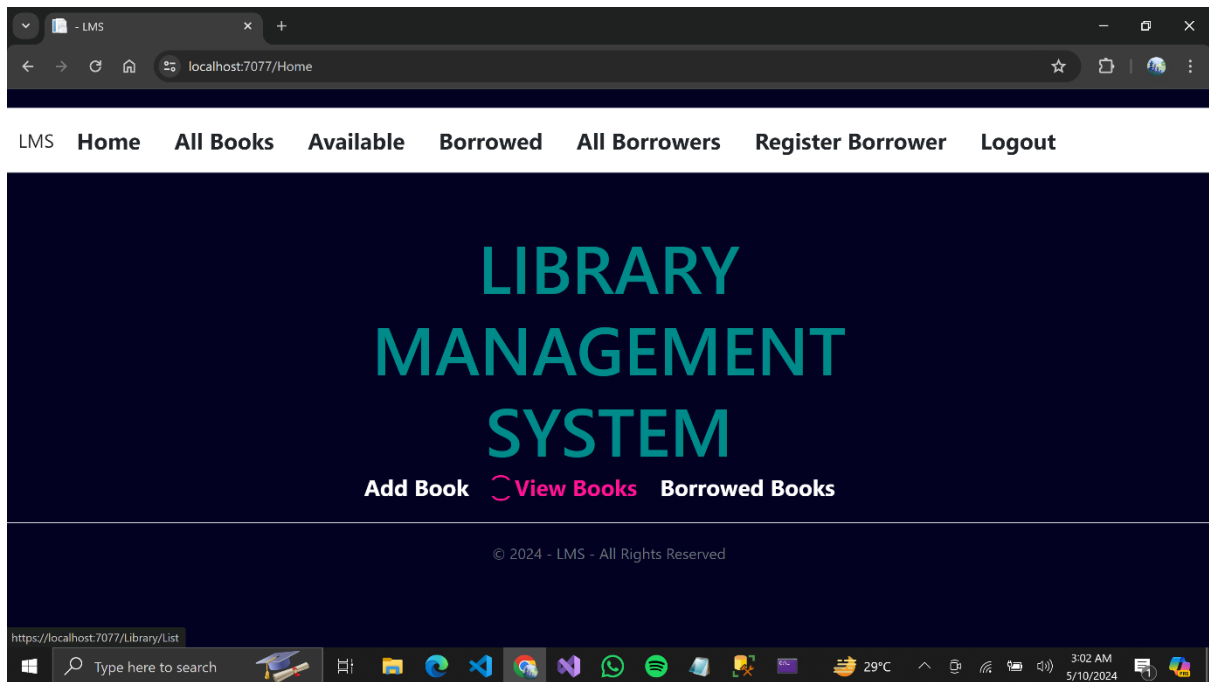 - LMS
localhost:7077/Home
LMS Home All Books Available Borrowed All Borrowers Register Borrower Logout
LIBRARY
MANAGEMENT
SYSTEM
Add Book View Books Borrowed Books
© 2024 - LMS - All Rights Reserved
https://localhost:7077/Library/List
Type here to search 29°C 3:02 AM
5/10/2024 1